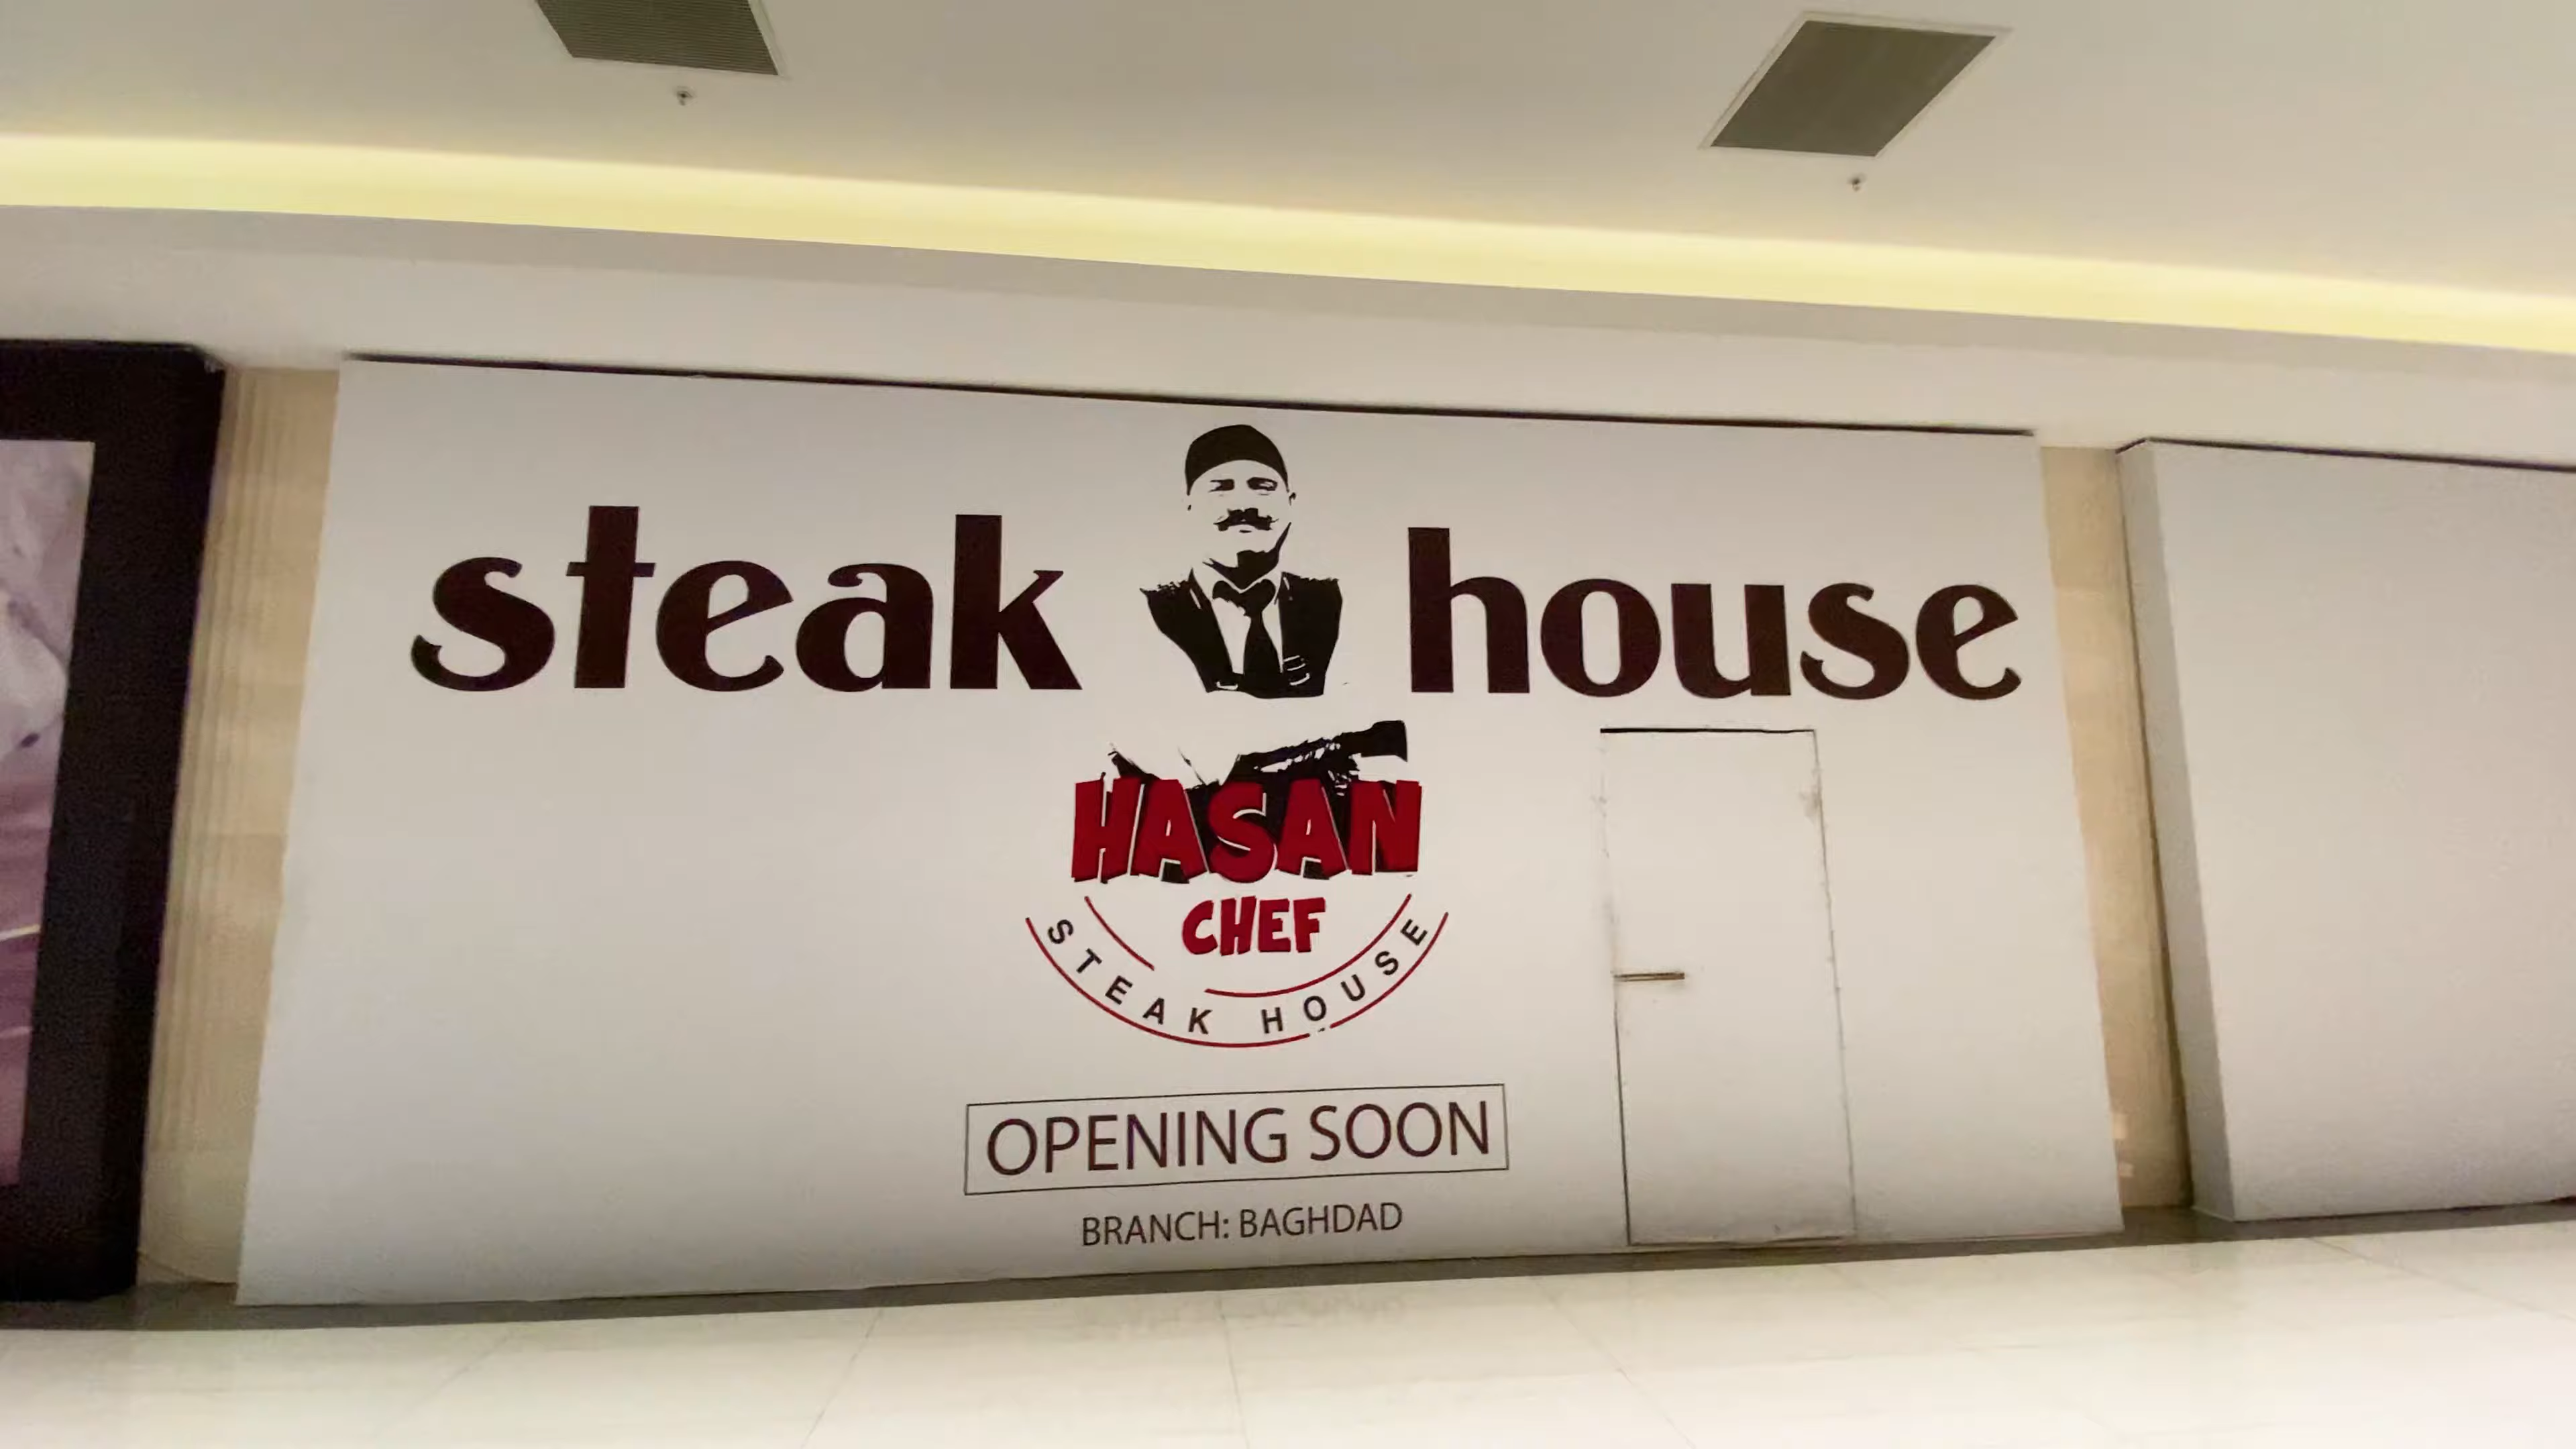 steak house
HASAN
CHEF
STEAK HOUSE
OPENING SOON
BRANCH: BAGHDAD